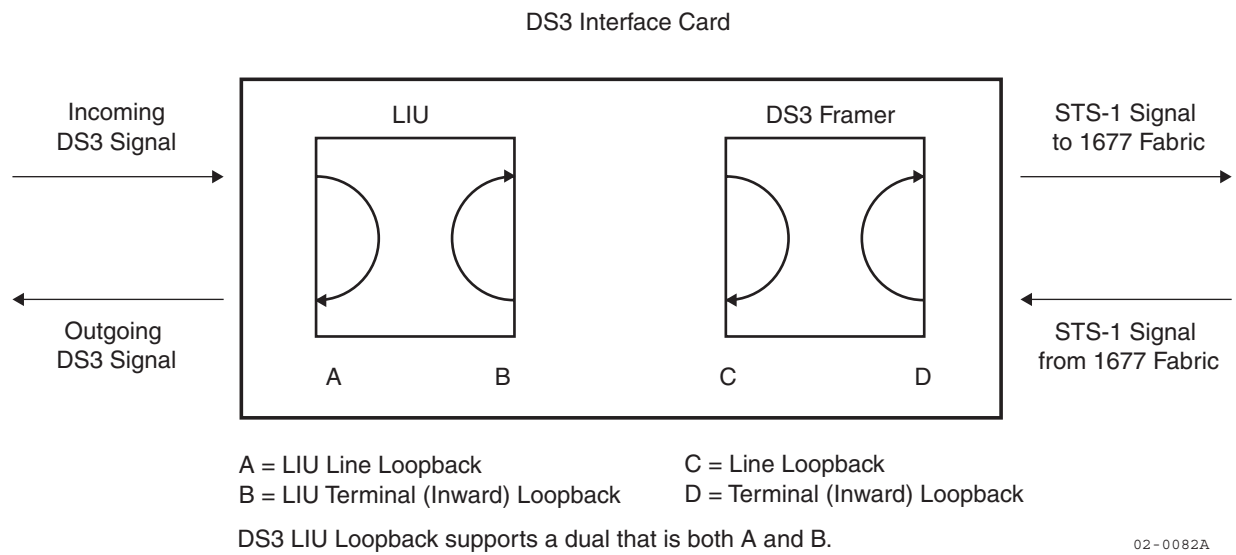 DS3 Interface Card
Incoming
DS3 Signal
LIU
DS3 Framer
STS-1 Signal
to 1677 Fabric
Outgoing
DS3 Signal
STS-1 Signal
from 1677 Fabric
A
B
C
D
A = LIU Line Loopback
B = LIU Terminal (Inward) Loopback
C = Line Loopback
D = Terminal (Inward) Loopback
DS3 LIU Loopback supports a dual that is both A and B.
02-0082A